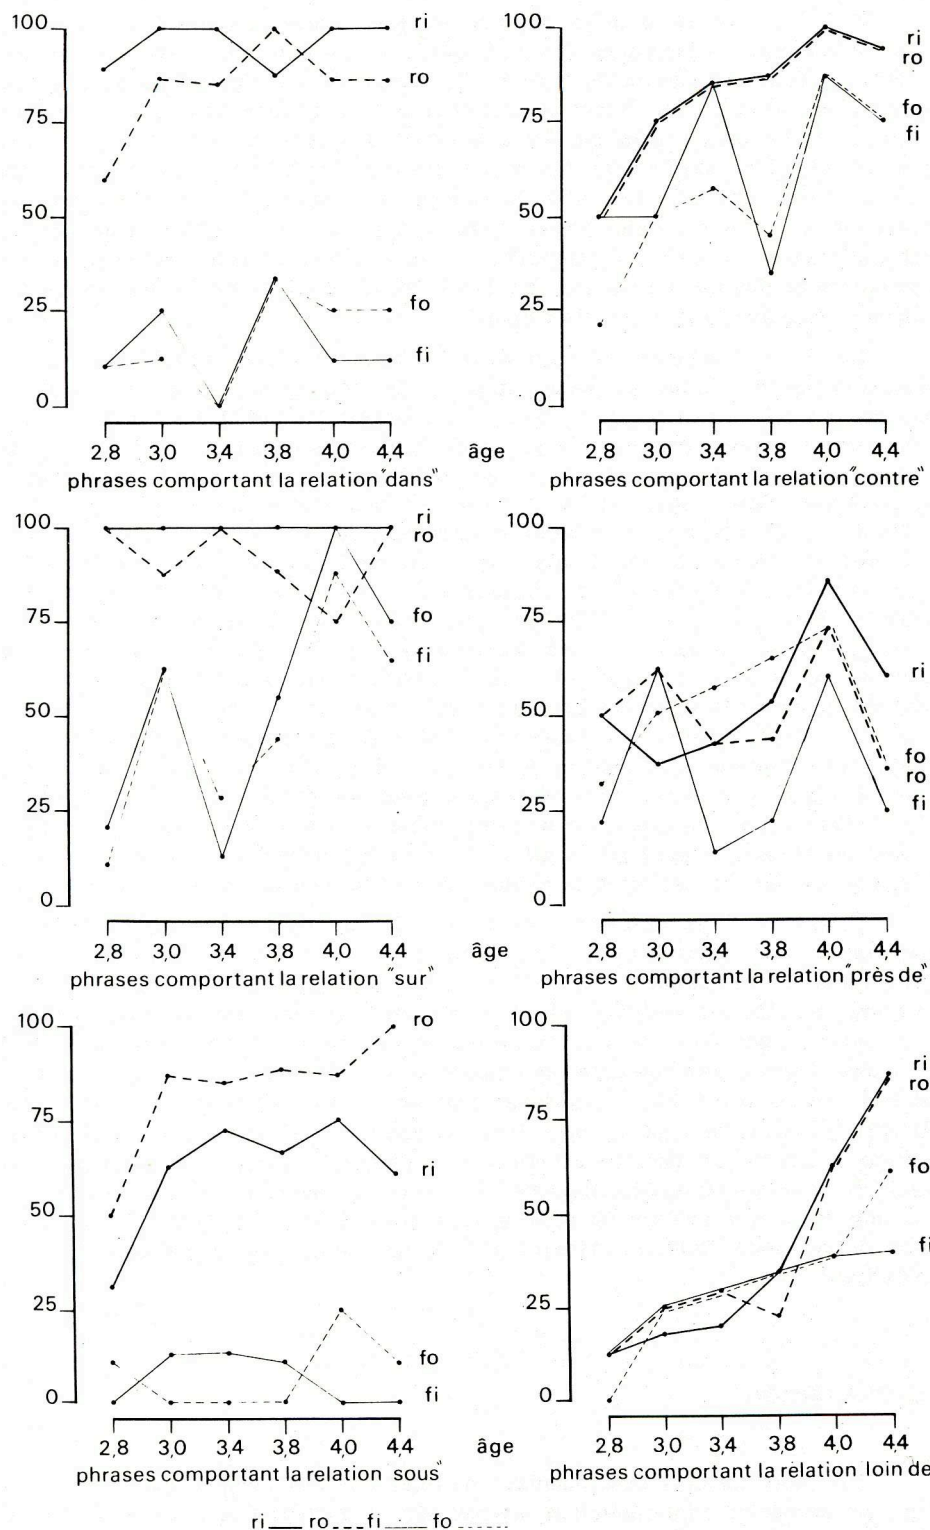 100
75
50
25
0
ri
ro
fo
fi
2,8 3,0 3,4 3,8 4,0 4,4
phrases comportant la relation "dans"
âge
100
75
50
25
0
ri
ro
fo
fi
2,8 3,0 3,4 3,8 4,0 4,4
phrases comportant la relation "contre"
100
75
50
25
0
ri
ro
fo
fi
2,8 3,0 3,4 3,8 4,0 4,4
phrases comportant la relation "sur"
âge
100
75
50
25
0
ri
fo
ro
fi
2,8 3,0 3,4 3,8 4,0 4,4
phrases comportant la relation "près de"
100
75
50
25
0
ro
ri
fo
fi
2,8 3,0 3,4 3,8 4,0 4,4
phrases comportant la relation sous"
âge
100
75
50
25
0
ri
ro
fo
fi
2,8 3,0 3,4 3,8 4,0 44
phrases comportant la relation loin de
ri ro fi fo